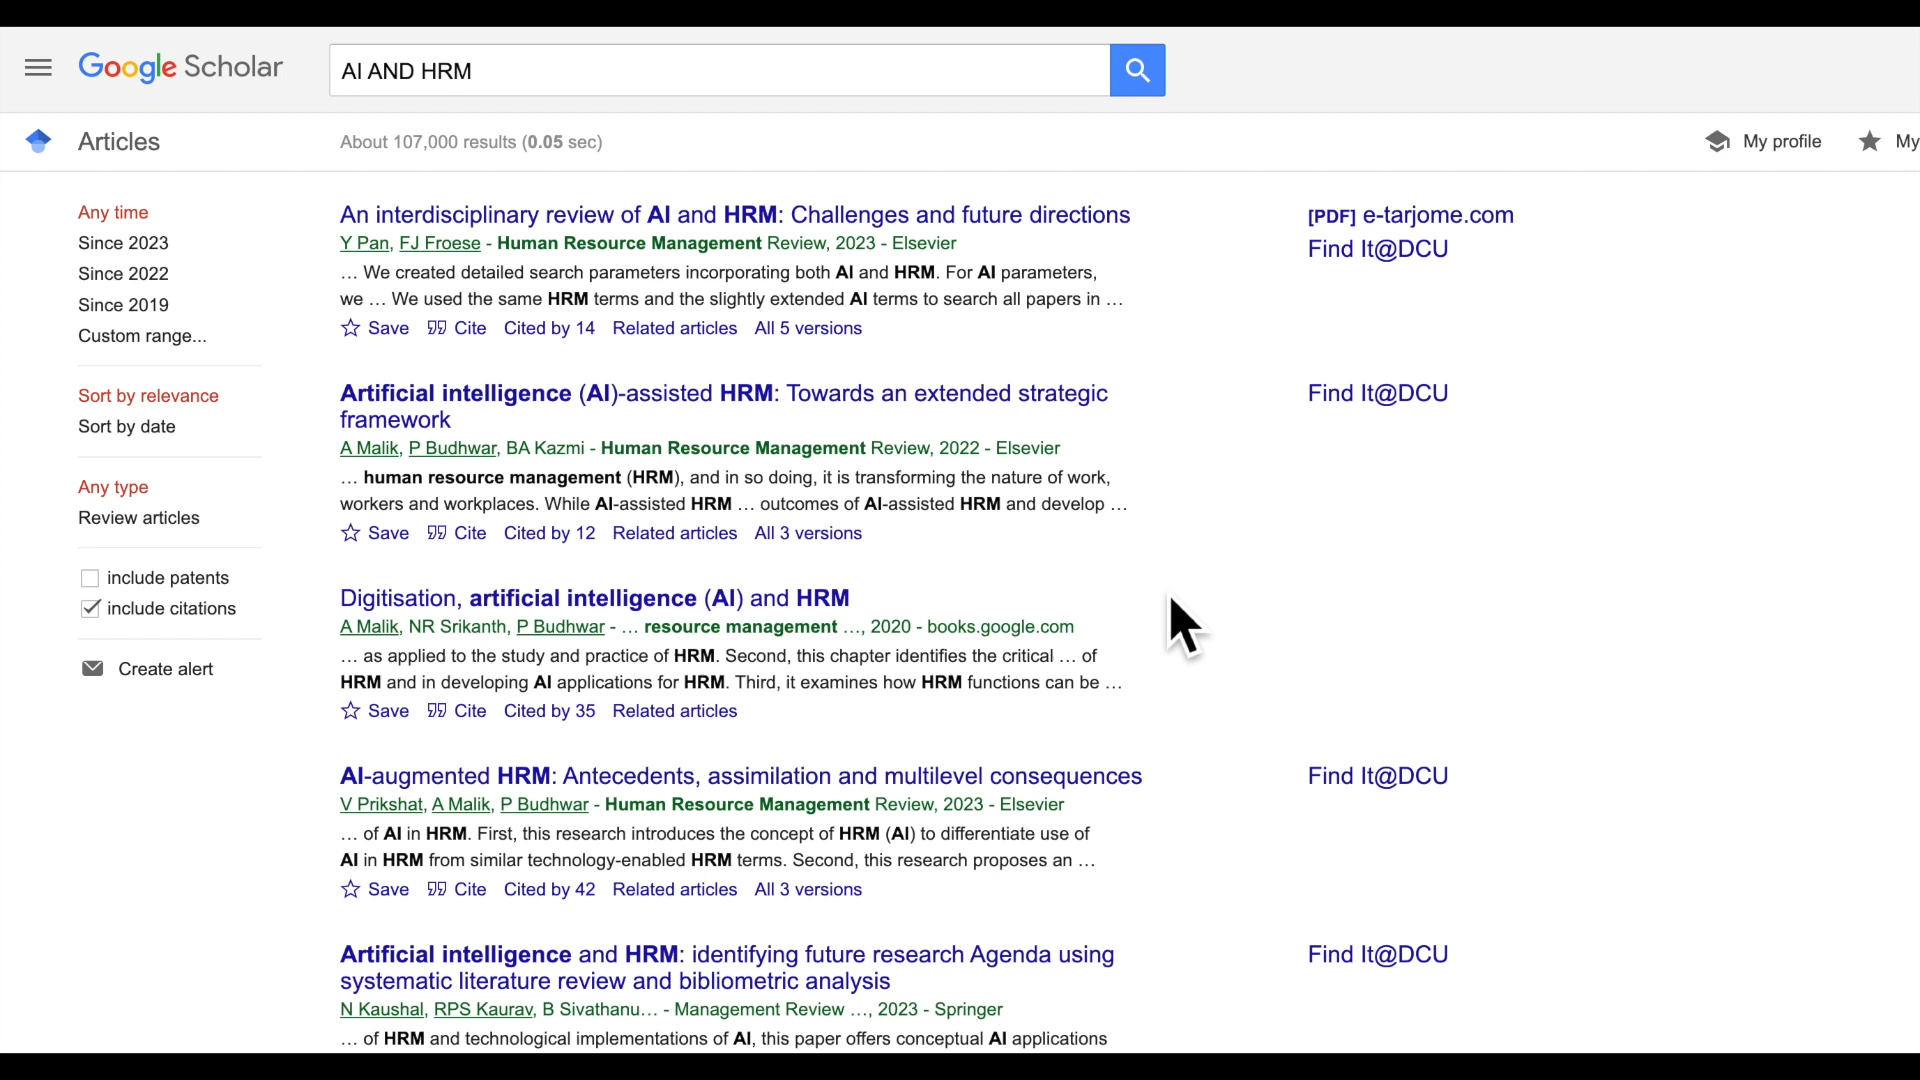 Google Scholar
AI AND HRM
Articles
About 107,000 results (0.05 sec)
My profile
My
Any time
Since 2023
Since 2022
Since 2019
Custom range...
Sort by relevance
Sort by date
Any type
Review articles
include patents
include citations
Create alert
An interdisciplinary review of AI and HRM: Challenges and future directions
Y Pan, FJ Froese - Human Resource Management Review, 2023 - Elsevier
… We created detailed search parameters incorporating both AI and HRM. For AI parameters,
we … We used the same HRM terms and the slightly extended AI terms to search all papers in …
Save Cite Cited by 14 Related articles All 5 versions
[PDF] e-tarjome.com
Find It@DCU
Artificial intelligence (AI)-assisted HRM: Towards an extended strategic
framework
A Malik, P Budhwar, BA Kazmi - Human Resource Management Review, 2022 - Elsevier
… human resource management (HRM), and in so doing, it is transforming the nature of work,
workers and workplaces. While AI-assisted HRM … outcomes of AI-assisted HRM and develop …
Save Cite Cited by 12 Related articles All 3 versions
Find It@DCU
Digitisation, artificial intelligence (AI) and HRM
A Malik, NR Srikanth, P Budhwar - … resource management …, 2020 - books.google.com
… as applied to the study and practice of HRM. Second, this chapter identifies the critical … of
HRM and in developing AI applications for HRM. Third, it examines how HRM functions can be …
Save Cite Cited by 35 Related articles
AI-augmented HRM: Antecedents, assimilation and multilevel consequences
V Prikshat, A Malik, P Budhwar - Human Resource Management Review, 2023 - Elsevier
… of AI in HRM. First, this research introduces the concept of HRM (AI) to differentiate use of
AI in HRM from similar technology-enabled HRM terms. Second, this research proposes an …
Save Cite Cited by 42 Related articles All 3 versions
Find It@DCU
Artificial intelligence and HRM: identifying future research Agenda using
systematic literature review and bibliometric analysis
N Kaushal, RPS Kaurav, B Sivathanu… - Management Review …, 2023 - Springer
… of HRM and technological implementations of AI, this paper offers conceptual AI applications
Find It@DCU